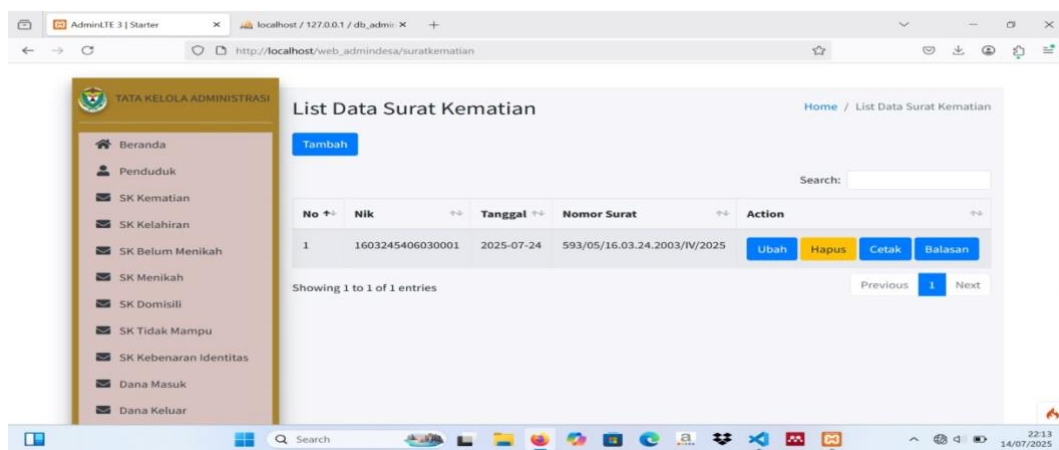 AdminLTE 3 | Starter
localhost / 127.0.0.1 / db_admi
http://localhost/web_admindesa/suratkematian
TATA KELOLA ADMINISTRASI
Beranda
Penduduk
SK Kematian
SK Kelahiran
SK Belum Menikah
SK Menikah
SK Domisili
SK Tidak Mampu
SK Kebenaran Identitas
Dana Masuk
Dana Keluar
List Data Surat Kematian
Home / List Data Surat Kematian
Tambah
Search:
No Nik Tanggal Nomor Surat Action
1 1603245406030001 2025-07-24 593/05/16.03.24.2003/IV/2025 Ubah Hapus Cetak Balasan
Showing 1 to 1 of 1 entries
Previous 1 Next
Search
22:13
14/07/2025